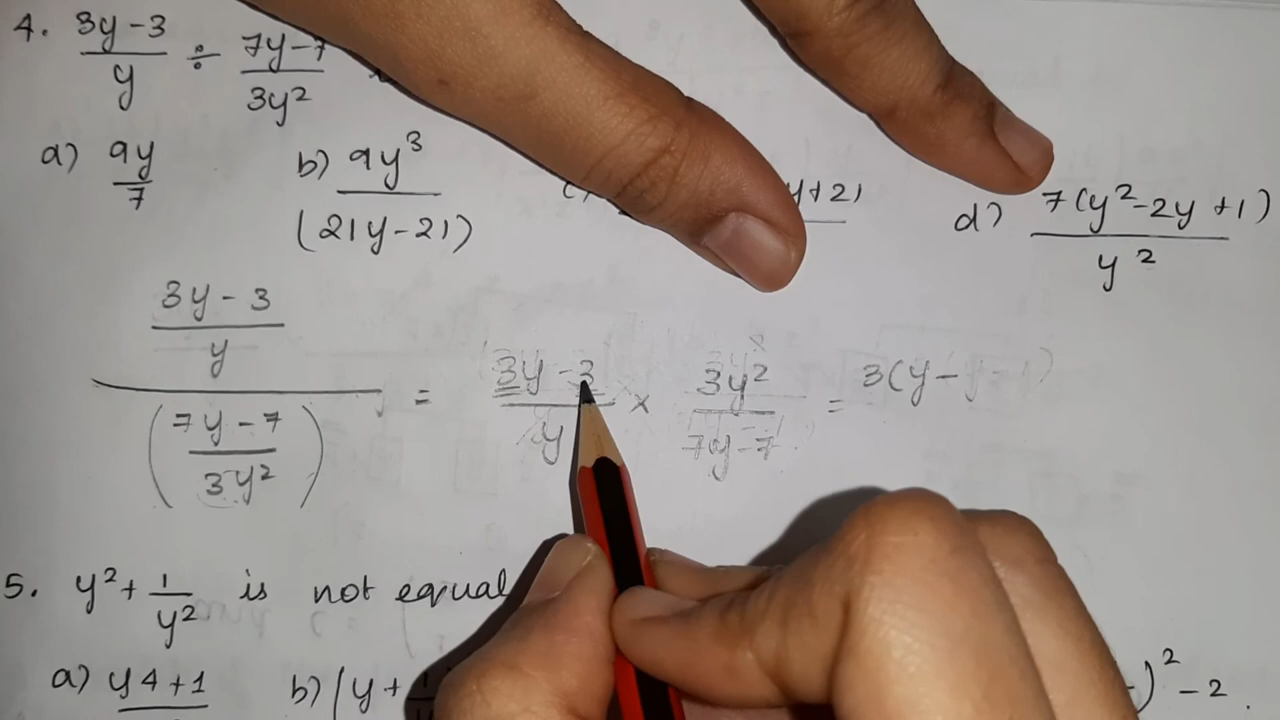 4. (3y-3)/y ÷ (7y-7)/3y²
a) 9y/7 b) 9y³/(21y-21) y+21 d) 7(y²-2y+1)/y²
(3y-3)/y / ((7y-7)/3y²) = (3y-3)/y × 3y²/(7y-7) = 3(y-
5. y² + 1/y² is not equal
a) y4+1 b) (y+ )²-2.